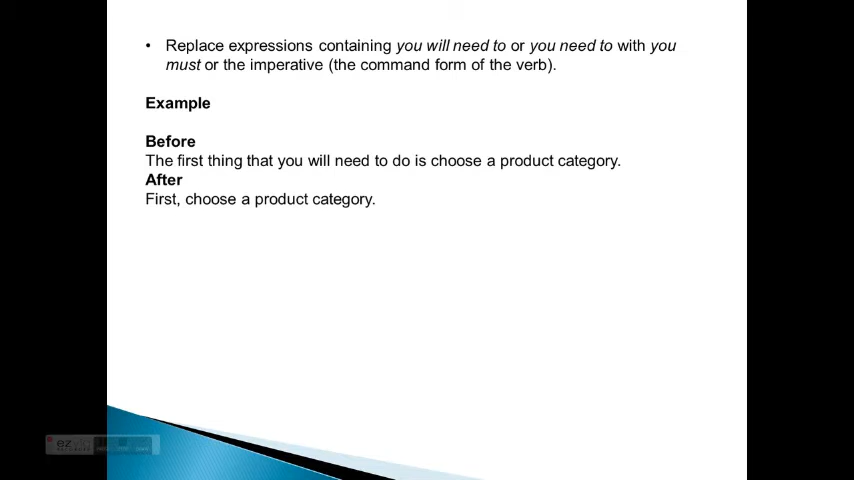 • Replace expressions containing you will need to or you need to with you
must or the imperative (the command form of the verb).
Example
Before
The first thing that you will need to do is choose a product category.
After
First, choose a product category.
ez